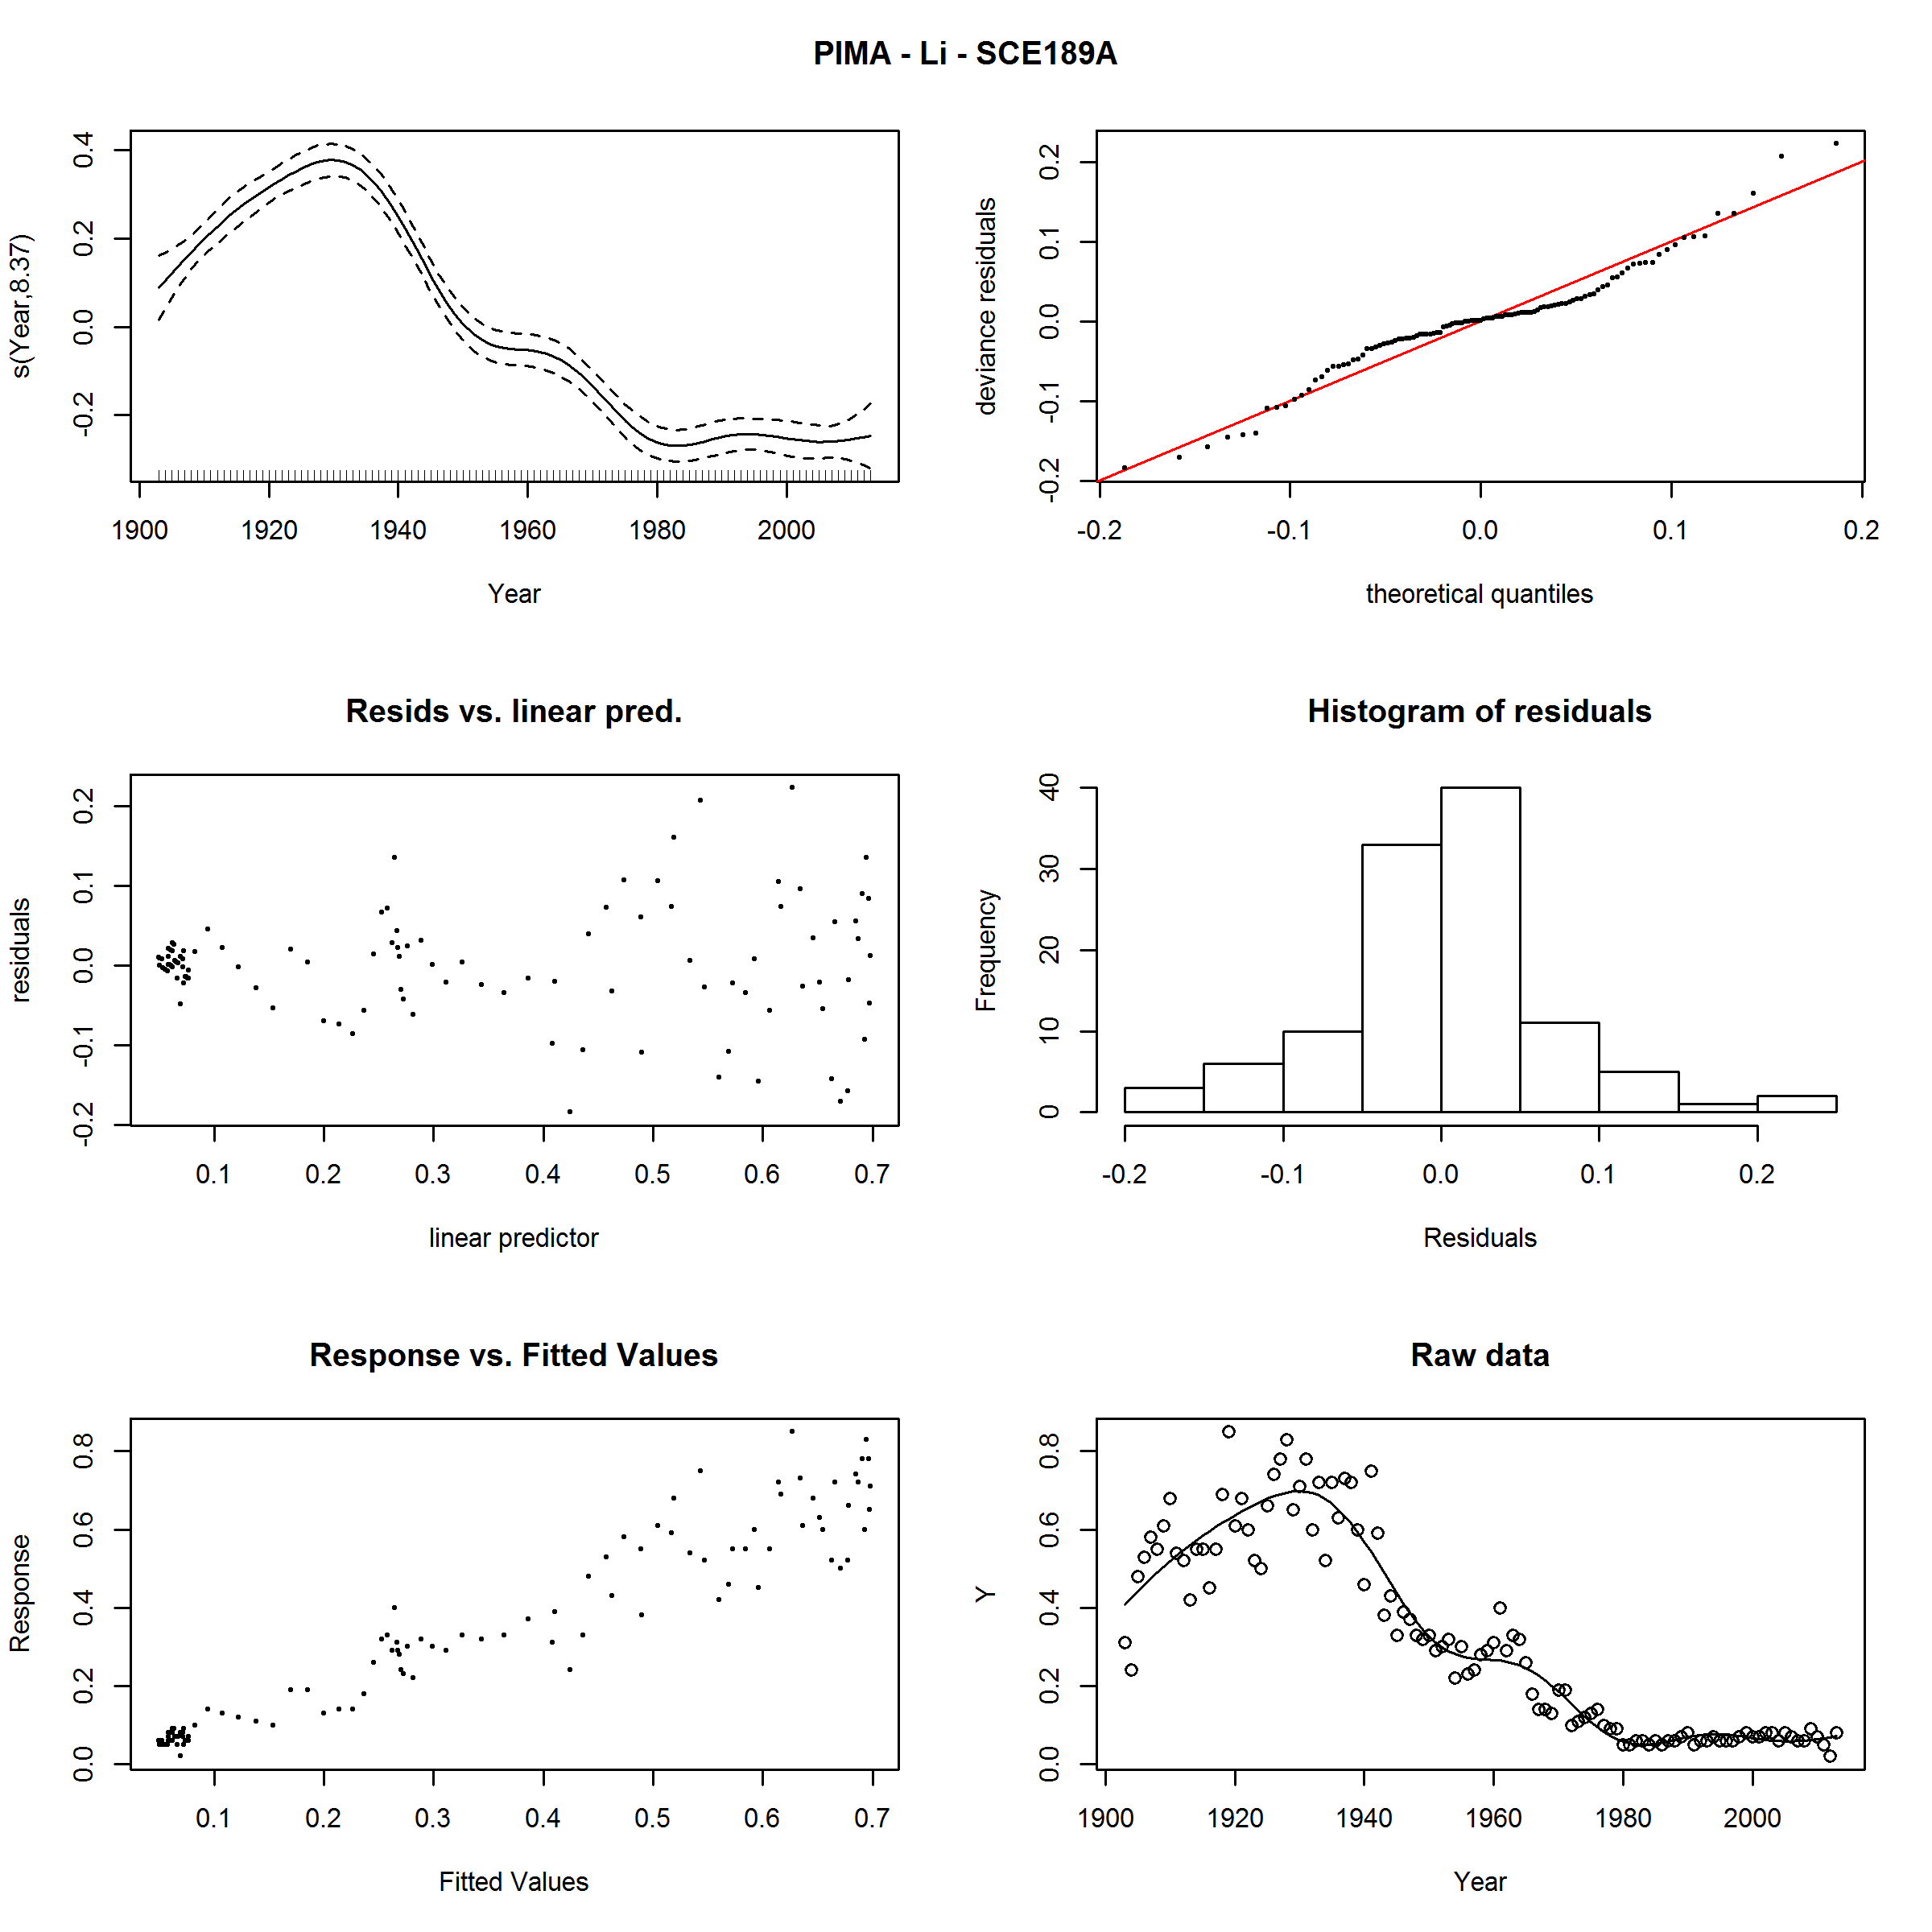 PIMA - Li - SCE189A
s(Year,8.37)
0.4
0.2
0.0
-0.2
1900 1920 1940 1960 1980 2000
Year
deviance residuals
0.2
0.1
0.0
-0.1
-0.2
-0.2 -0.1 0.0 0.1 0.2
theoretical quantiles
Resids vs. linear pred.
residuals
0.2
0.1
0.0
-0.1
-0.2
0.1 0.2 0.3 0.4 0.5 0.6 0.7
linear predictor
Histogram of residuals
Frequency
40
30
20
10
0
-0.2 -0.1 0.0 0.1 0.2
Residuals
Response vs. Fitted Values
Response
0.8
0.6
0.4
0.2
0.0
0.1 0.2 0.3 0.4 0.5 0.6 0.7
Fitted Values
Raw data
Y
0.8
0.6
0.4
0.2
0.0
1900 1920 1940 1960 1980 2000
Year